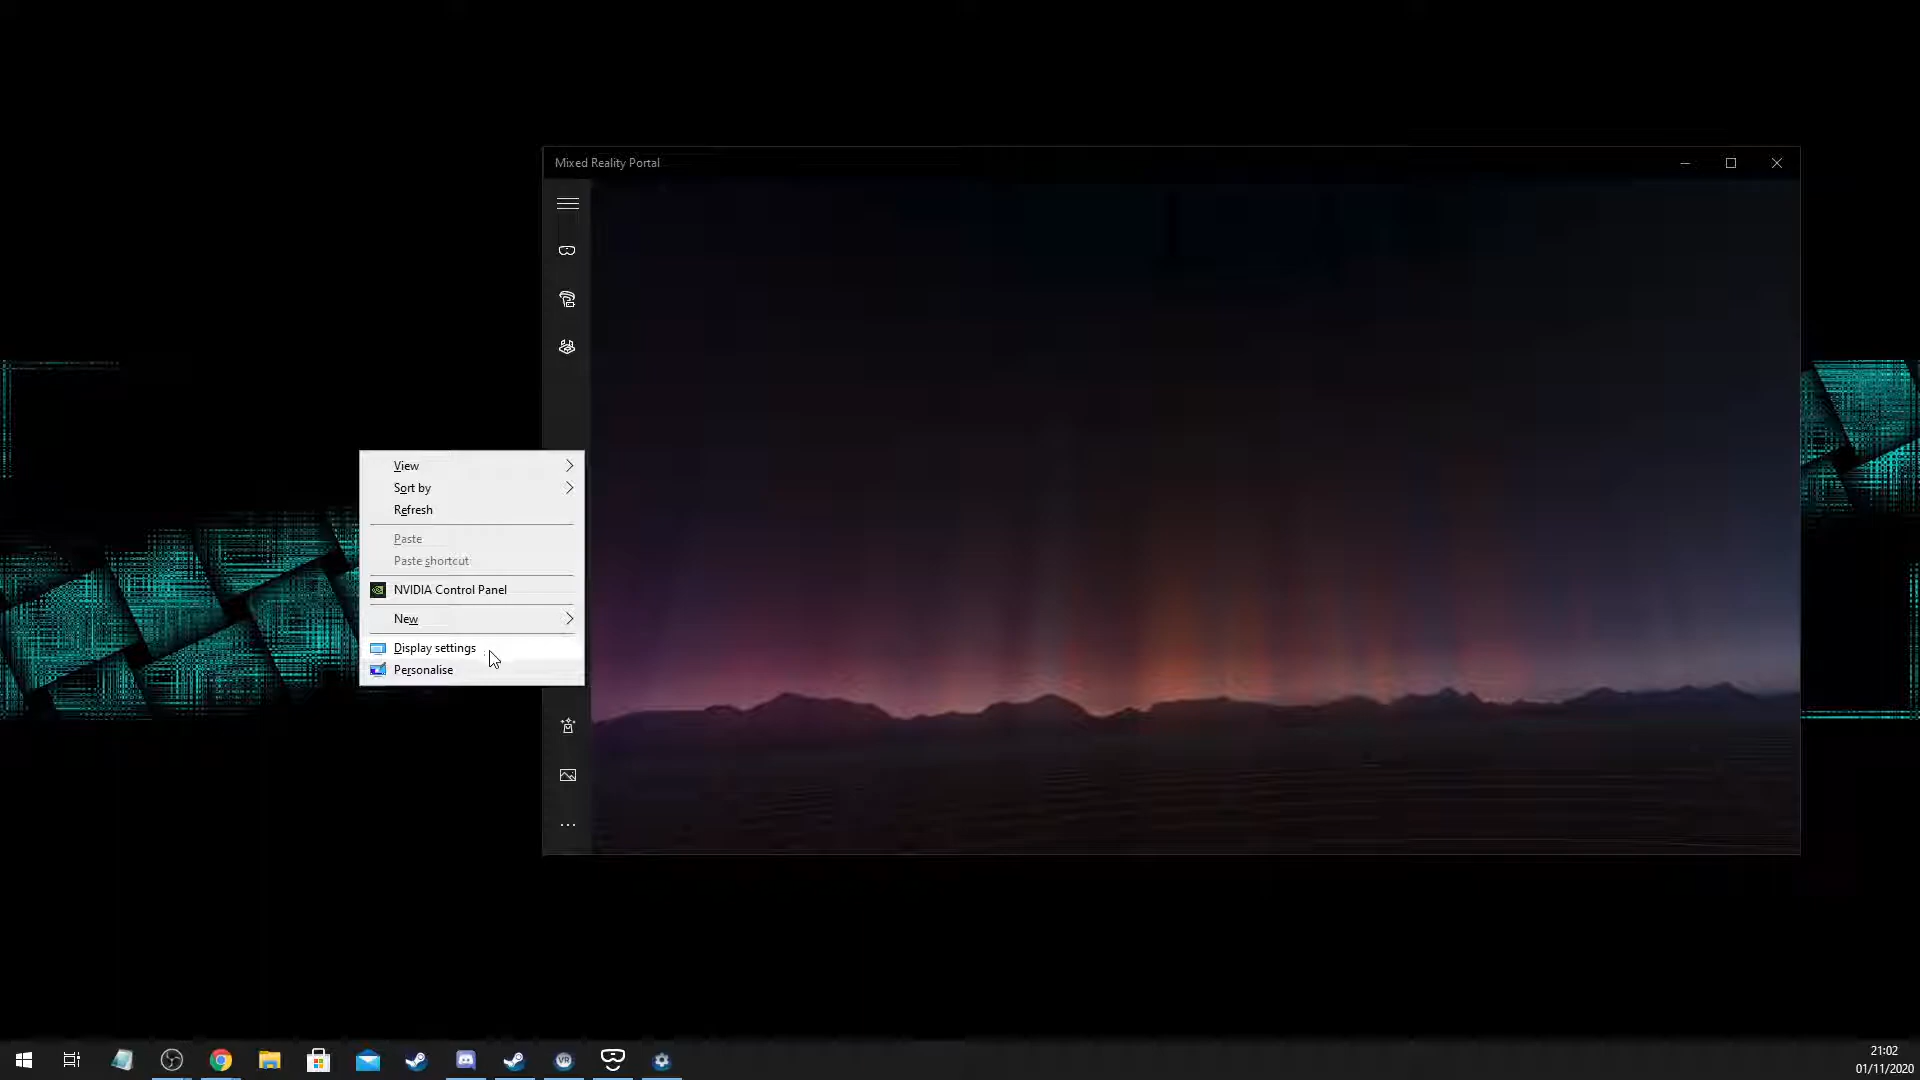 Mixed Reality Portal
View
Sort by
Refresh
Paste
Paste shortcut
NVIDIA Control Panel
New
Display settings
Personalise
VR
21:02
01/11/2020